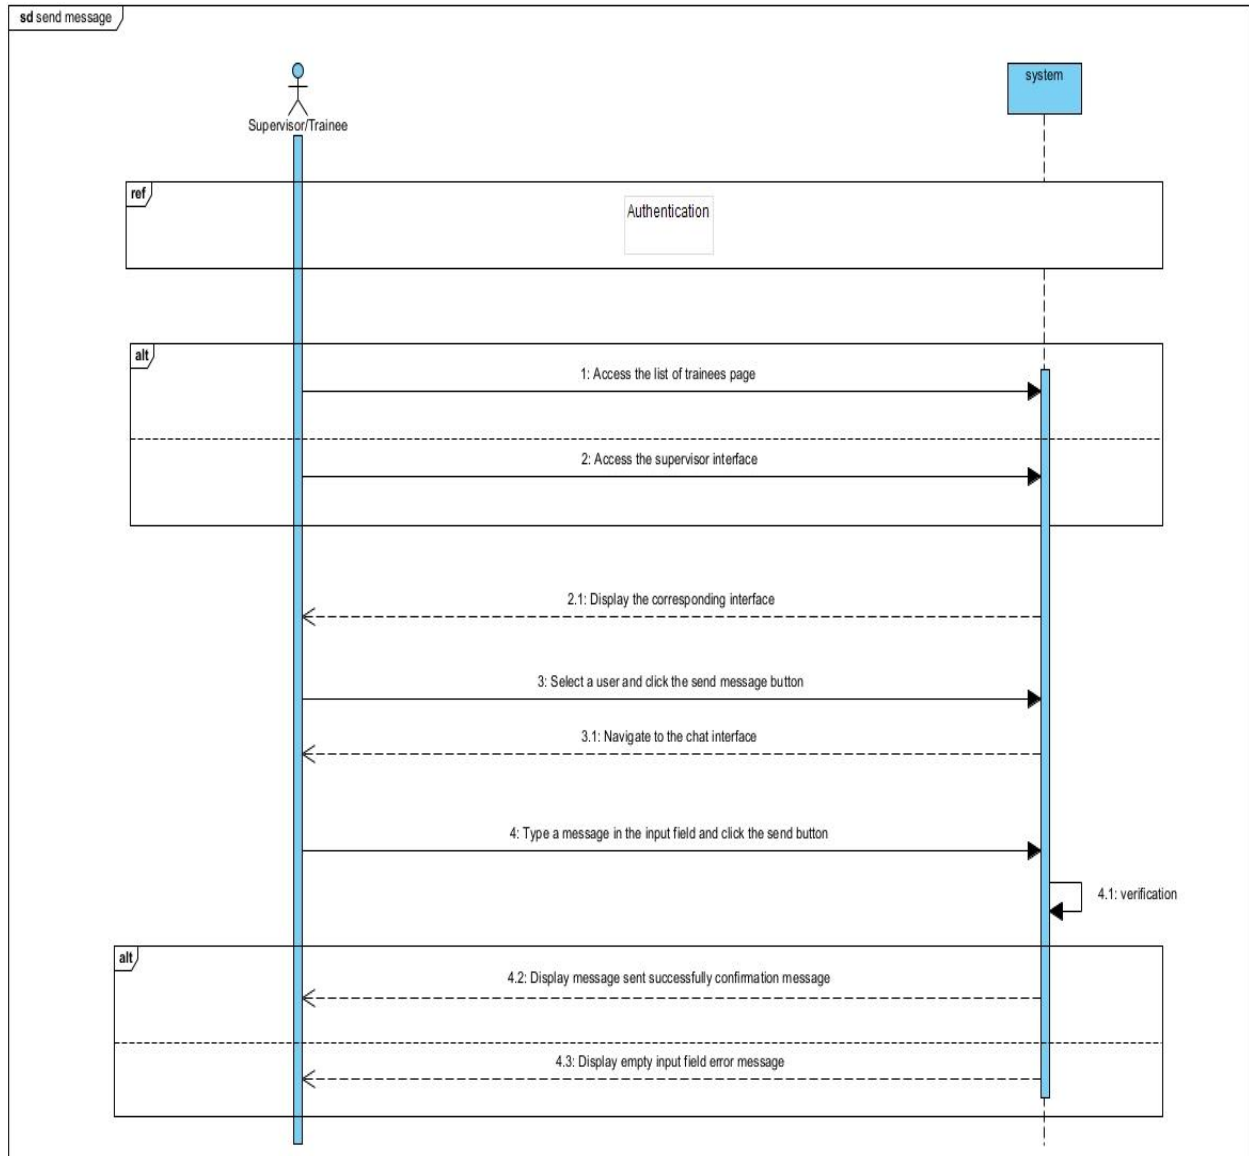 sd send message
system
Supervisor/Trainee
ref
Authentication
alt
1: Access the list of trainees page
2: Access the supervisor interface
2.1: Display the corresponding interface
3: Select a user and click the send message button
3.1: Navigate to the chat interface
4: Type a message in the input field and click the send button
4.1: verification
alt
4.2: Display message sent successfully confirmation message
4.3: Display empty input field error message